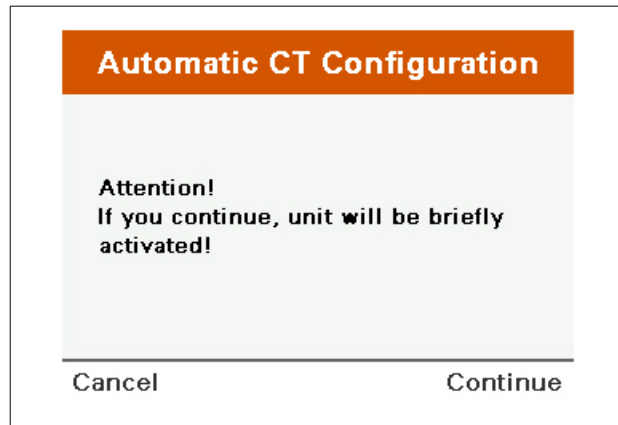 Automatic CT Configuration
Attention!
If you continue, unit will be briefly
activated!
Cancel Continue